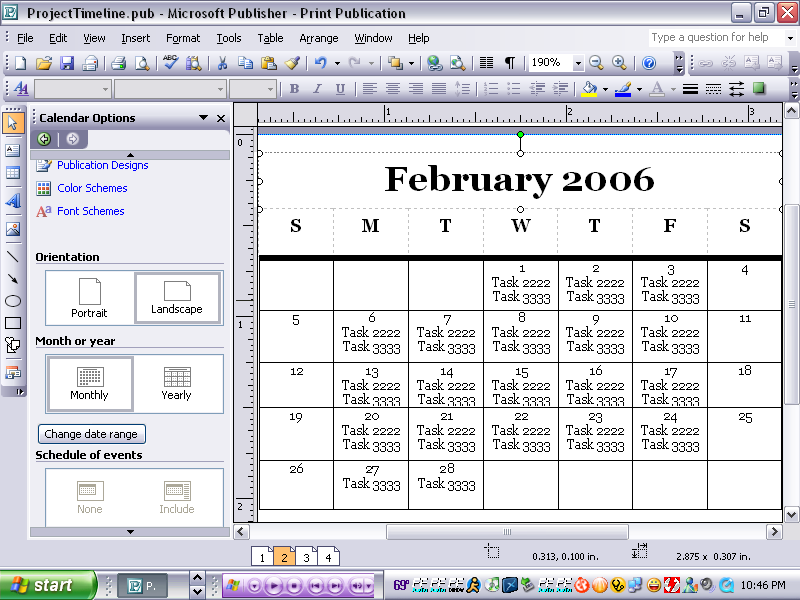 ProjectTimeline.pub - Microsoft Publisher - Print Publication
File Edit View Insert Format Tools Table Arrange Window Help Type a question for help
190%
B I U
Calendar Options
Publication Designs
Color Schemes
Font Schemes
Orientation
Portrait Landscape
Month or year
Monthly Yearly
Change date range
Schedule of events
None Include
1 2 3
0
1
2
February 2006
S M T W T F S
1 2 3 4
Task 2222 Task 2222 Task 2222
Task 3333 Task 3333 Task 3333
5 6 7 8 9 10 11
Task 2222 Task 2222 Task 2222 Task 2222 Task 2222
Task 3333 Task 3333 Task 3333 Task 3333 Task 3333
12 13 14 15 16 17 18
Task 2222 Task 2222 Task 2222 Task 2222 Task 2222
Task 3333 Task 3333 Task 3333 Task 3333 Task 3333
19 20 21 22 23 24 25
Task 2222 Task 2222 Task 2222 Task 2222 Task 2222
Task 3333 Task 3333 Task 3333 Task 3333 Task 3333
26 27 28
Task 3333 Task 3333
1 2 3 4
0.313, 0.100 in. 2.875 x 0.307 in.
start P. 69° 10:46 PM